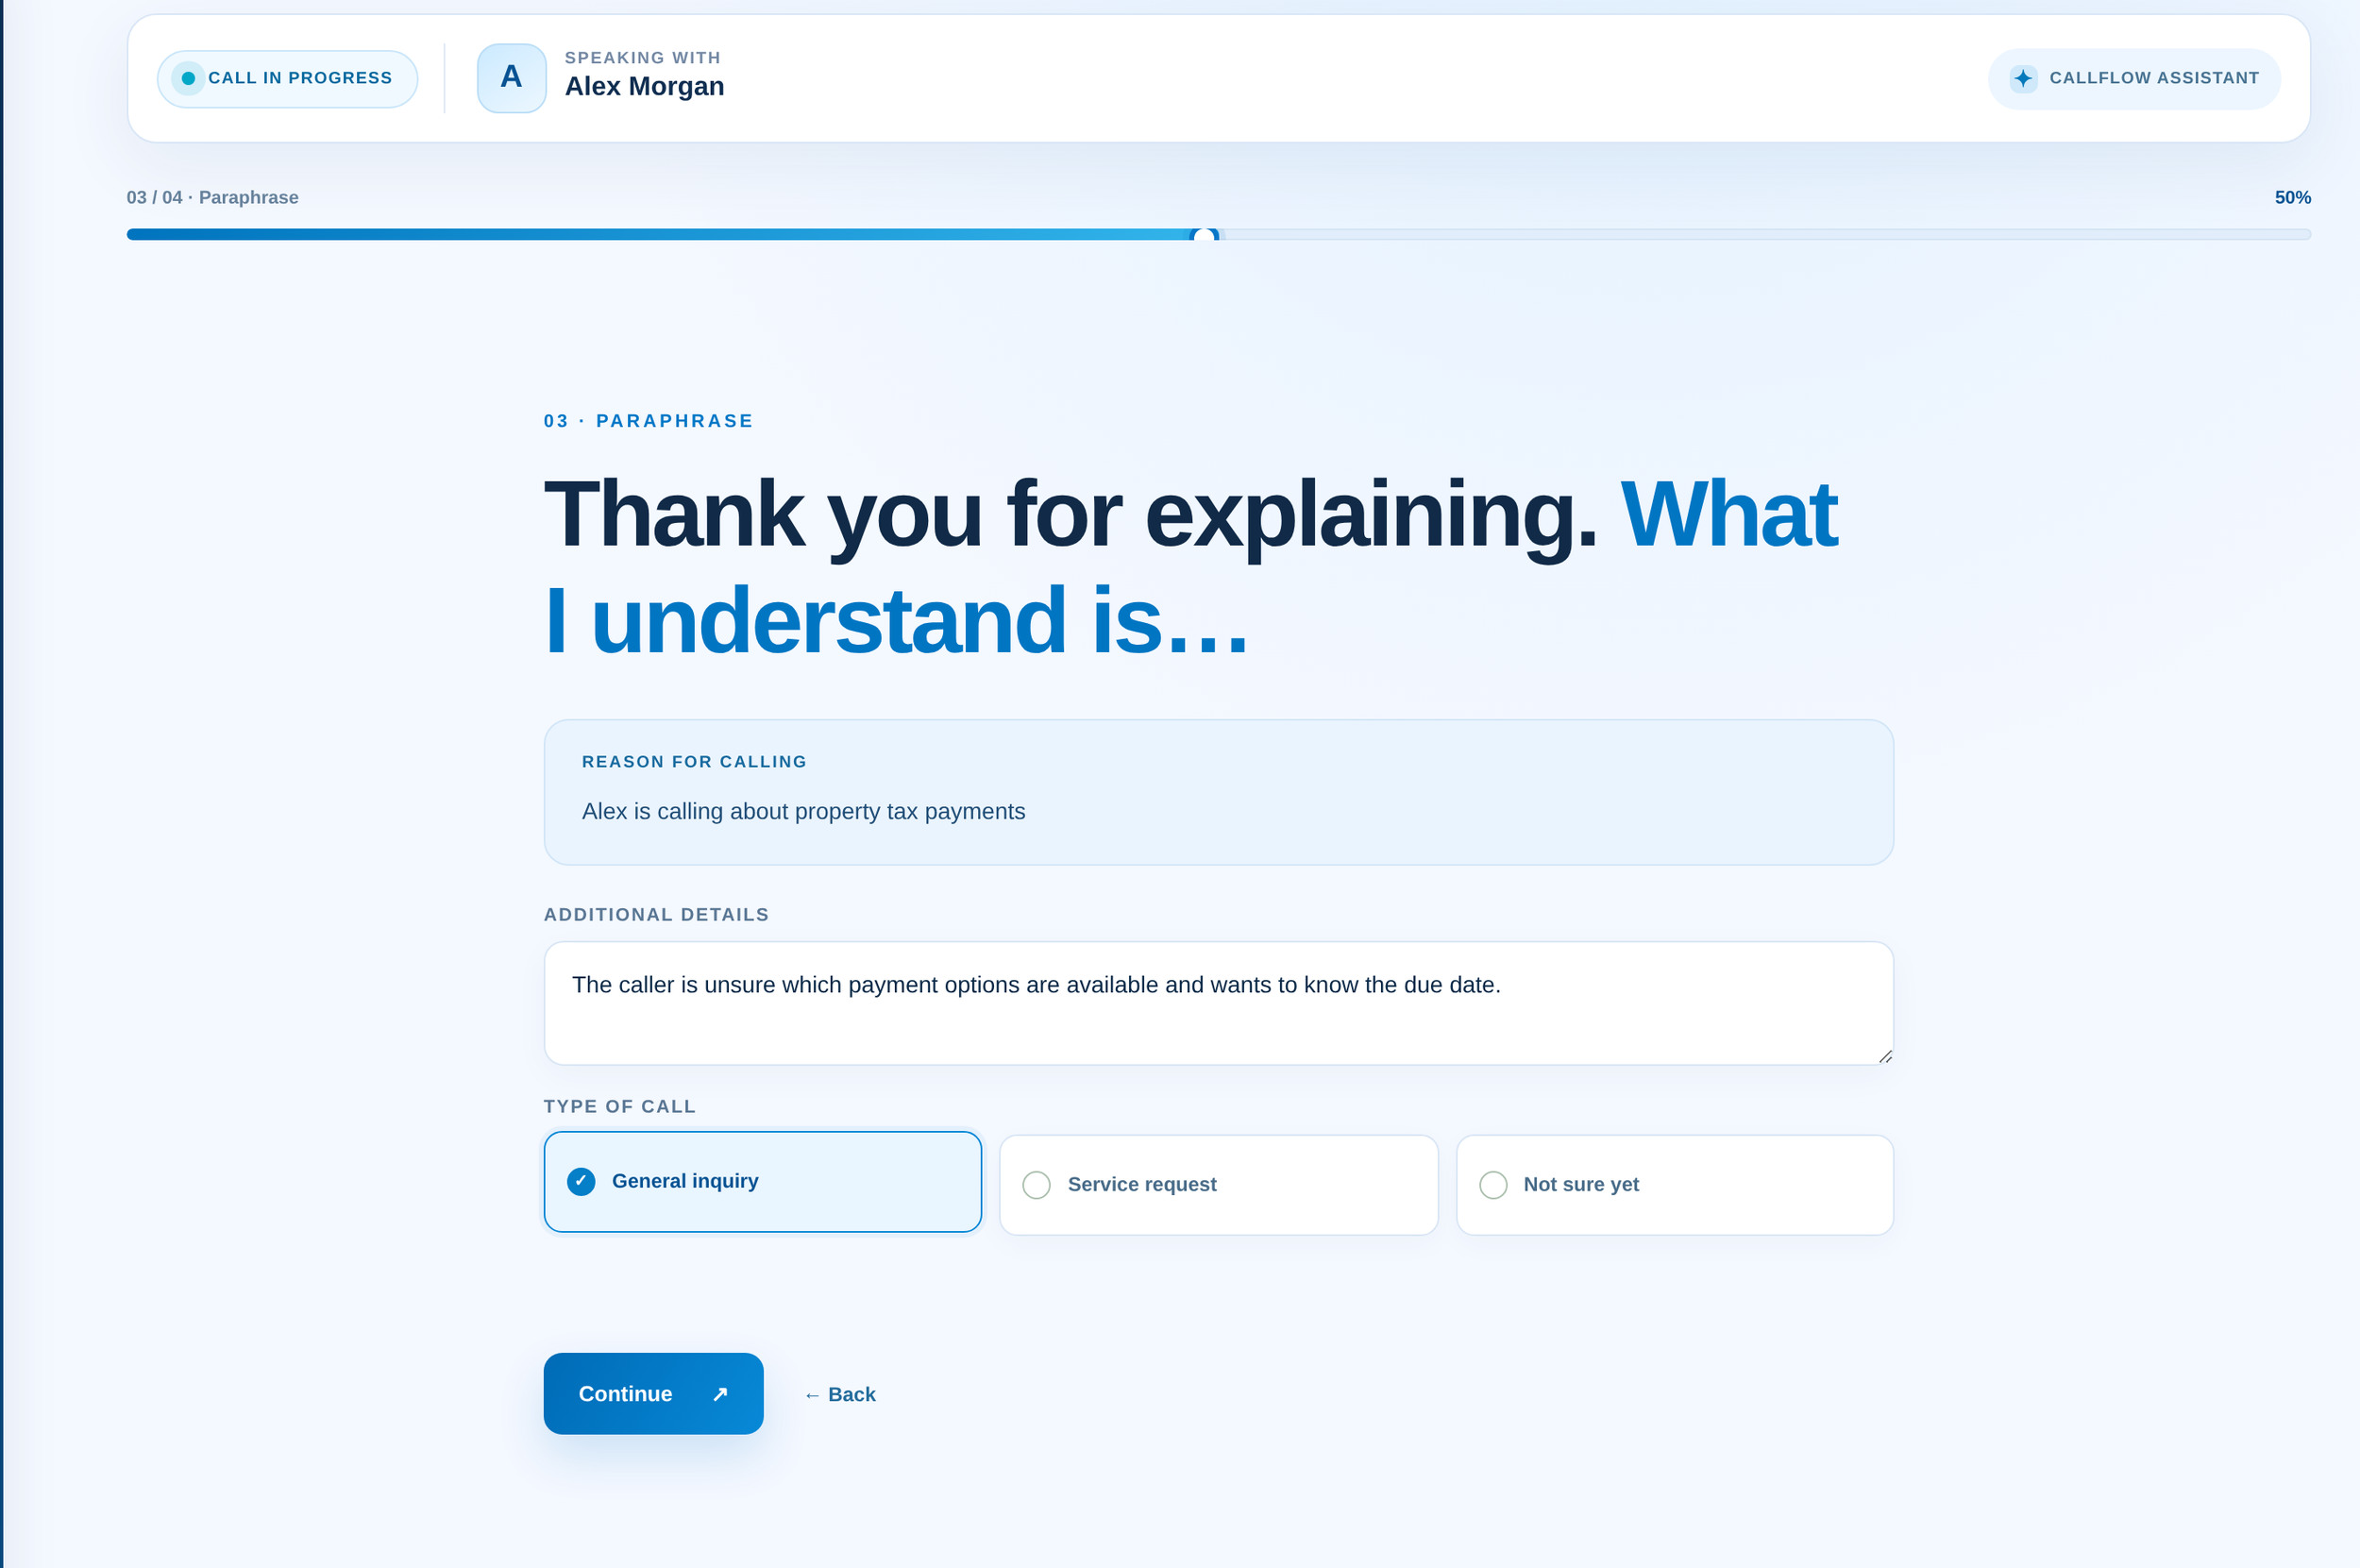 CALL IN PROGRESS
A
SPEAKING WITH
Alex Morgan
CALLFLOW ASSISTANT
03 / 04 · Paraphrase
50%
03 · PARAPHRASE
Thank you for explaining. What
I understand is…
REASON FOR CALLING
Alex is calling about property tax payments
ADDITIONAL DETAILS
The caller is unsure which payment options are available and wants to know the due date.
TYPE OF CALL
✓ General inquiry
Service request
Not sure yet
Continue ↗
← Back